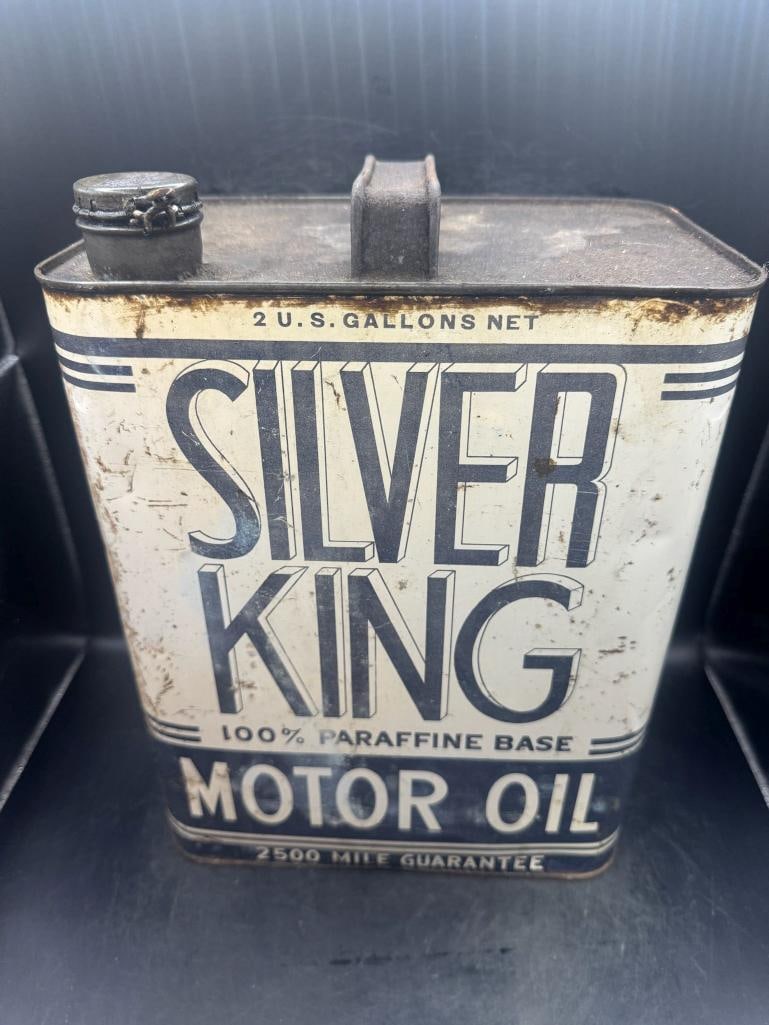 2 U.S. GALLONS NET
SILVER
KING
100% PARAFFINE BASE
MOTOR OIL
2500 MILE GUARANTEE